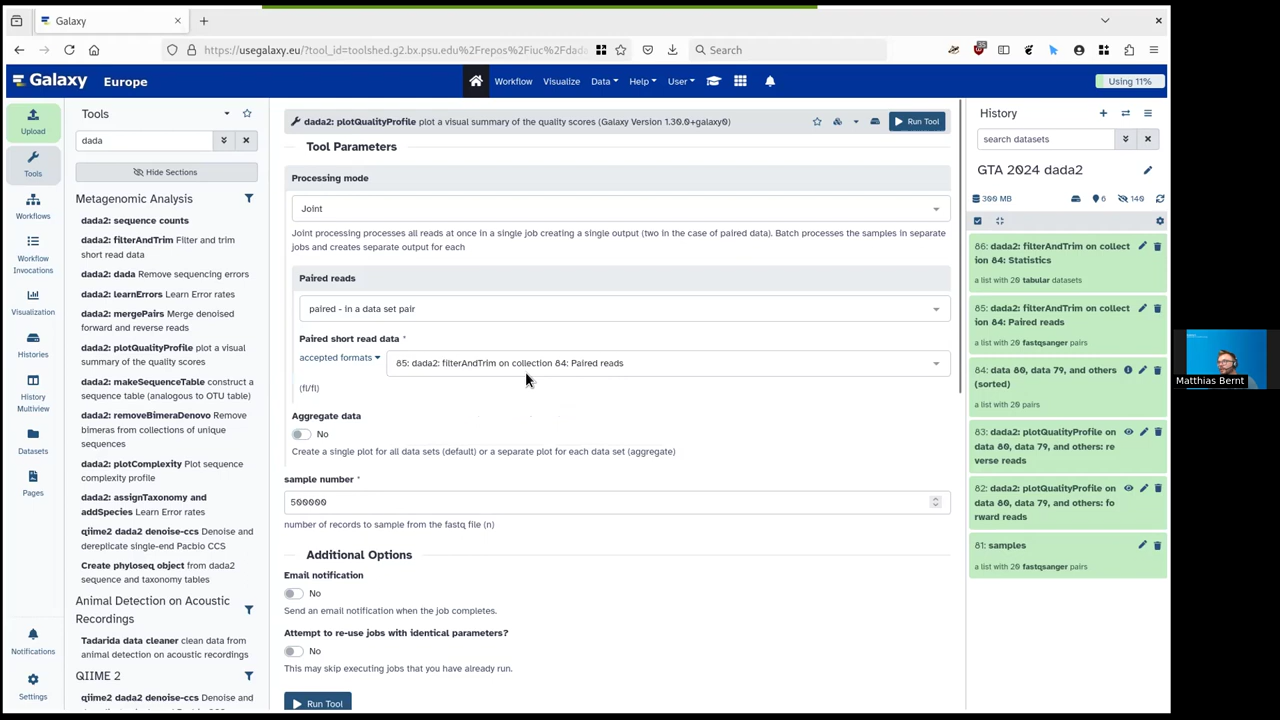 Galaxy
https://usegalaxy.eu/?tool_id=toolshed.g2.bx.psu.edu%2Frepos%2Fiuc%2Fdada
Search
Galaxy Europe
Workflow Visualize Data Help User
Using 11%
Upload
Tools
Workflows
Workflow
Invocations
Visualization
Histories
History
Multiview
Datasets
Pages
Notifications
Settings
Tools
dada
Hide Sections
Metagenomic Analysis
dada2: sequence counts
dada2: filterAndTrim Filter and trim
short read data
dada2: dada Remove sequencing errors
dada2: learnErrors Learn Error rates
dada2: mergePairs Merge denoised
forward and reverse reads
dada2: plotQualityProfile plot a visual
summary of the quality scores
dada2: makeSequenceTable construct a
sequence table (analogous to OTU table)
dada2: removeBimeraDenovo Remove
bimeras from collections of unique
sequences
dada2: plotComplexity Plot sequence
complexity profile
dada2: assignTaxonomy and
addSpecies Learn Error rates
qiime2 dada2 denoise-ccs Denoise and
dereplicate single-end Pacbio CCS
Create phyloseq object from dada2
sequence and taxonomy tables
Animal Detection on Acoustic
Recordings
Tadarida data cleaner clean data from
animal detection on acoustic recordings
QIIME 2
qiime2 dada2 denoise-ccs Denoise and
dada2: plotQualityProfile plot a visual summary of the quality scores (Galaxy Version 1.30.0+galaxy0)
Run Tool
Tool Parameters
Processing mode
Joint
Joint processing processes all reads at once in a single job creating a single output (two in the case of paired data). Batch processes the samples in separate
jobs and creates separate output for each
Paired reads
paired - in a data set pair
Paired short read data *
accepted formats
85: dada2: filterAndTrim on collection 84: Paired reads
(fl/fl)
Aggregate data
No
Create a single plot for all data sets (default) or a separate plot for each data set (aggregate)
sample number *
500000
number of records to sample from the fastq file (n)
Additional Options
Email notification
No
Send an email notification when the job completes.
Attempt to re-use jobs with identical parameters?
No
This may skip executing jobs that you have already run.
Run Tool
History
search datasets
GTA 2024 dada2
300 MB 6 140
86: dada2: filterAndTrim on collect
ion 84: Statistics
a list with 20 tabular datasets
85: dada2: filterAndTrim on collect
ion 84: Paired reads
a list with 20 fastqsanger pairs
84: data 80, data 79, and others
(sorted)
a list with 20 pairs
83: dada2: plotQualityProfile on
data 80, data 79, and others: re
verse reads
82: dada2: plotQualityProfile on
data 80, data 79, and others: fo
rward reads
81: samples
a list with 20 fastqsanger pairs
Matthias Bernt